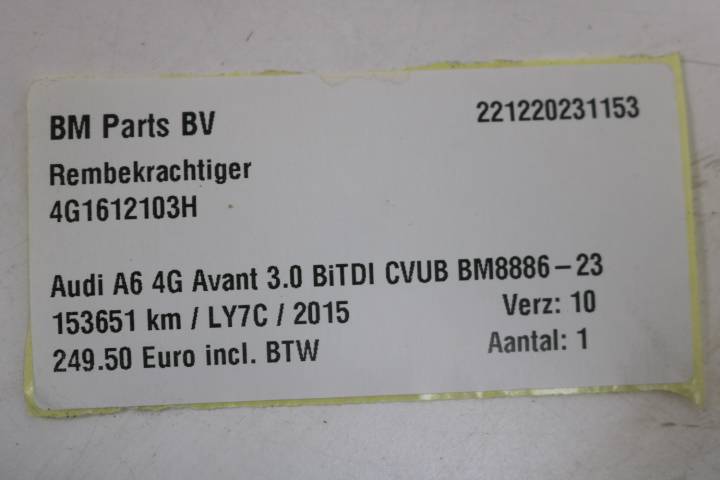 BM Parts BV 221220231153
Rembekrachtiger
4G1612103H
Audi A6 4G Avant 3.0 BiTDI CVUB BM8886-23
153651 km / LY7C / 2015 Verz: 10
249.50 Euro incl. BTW Aantal: 1